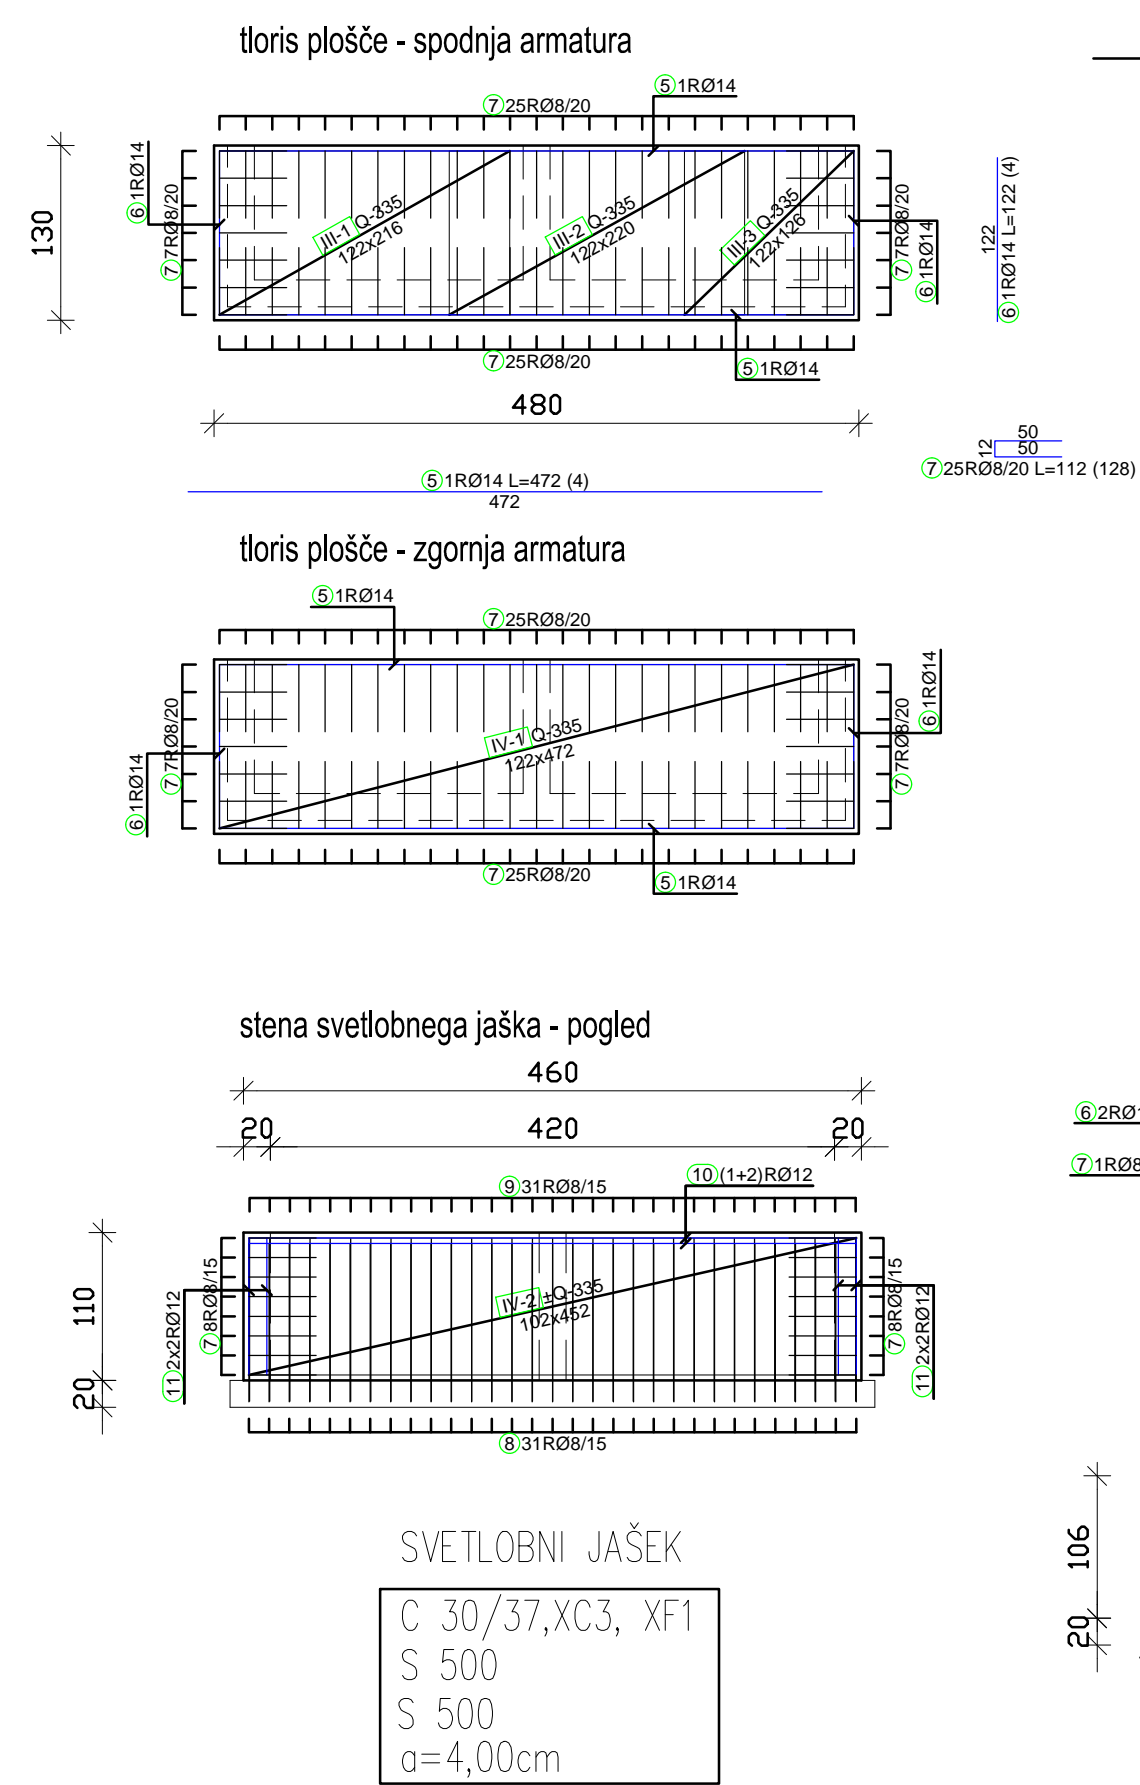 tloris plošče - spodnja armatura
5 1RØ14
7 25RØ8/20
6 1RØ14
7 7RØ8/20
130
III-1 Q-335
122x216
III-2 Q-335
122x220
III-3 Q-335
122x126
7 7RØ8/20
6 1RØ14
122
6 1RØ14 L=122 (4)
7 25RØ8/20
5 1RØ14
480
50
12
50
7 25RØ8/20 L=112 (128)
5 1RØ14 L=472 (4)
472
tloris plošče - zgornja armatura
5 1RØ14
7 25RØ8/20
7 7RØ8/20
6 1RØ14
IV-1 Q-335
122x472
6 1RØ14
7 7RØ8/20
7 25RØ8/20
5 1RØ14
stena svetlobnega jaška - pogled
460
20
420
20
6 2RØ1
7 1RØ8
10 (1+2)RØ12
9 31RØ8/15
110
20
11 2x2RØ12
7 8RØ8/15
IV-2 ±Q-335
102x452
7 8RØ8/15
11 2x2RØ12
8 31RØ8/15
106
20
SVETLOBNI JAŠEK
C 30/37,XC3, XF1
S 500
S 500
a=4,00cm